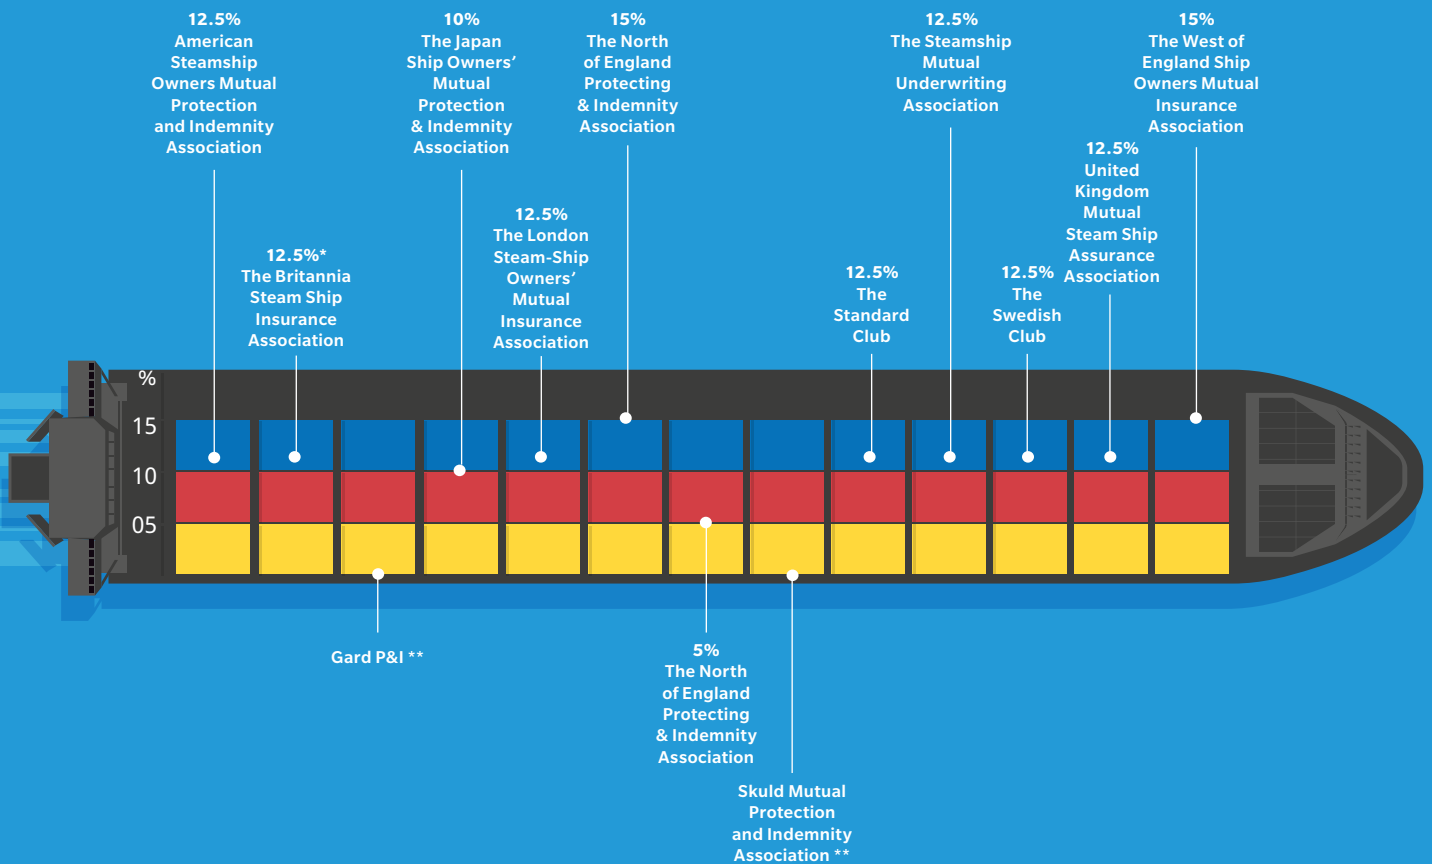 12.5%
American
Steamship
Owners Mutual
Protection
and Indemnity
Association
12.5%*
The Britannia
Steam Ship
Insurance
Association
10%
The Japan
Ship Owners’
Mutual
Protection
& Indemnity
Association
12.5%
The London
Steam-Ship
Owners’
Mutual
Insurance
Association
15%
The North
of England
Protecting
& Indemnity
Association
12.5%
The
Standard
Club
12.5%
The Steamship
Mutual
Underwriting
Association
12.5%
The
Swedish
Club
12.5%
United
Kingdom
Mutual
Steam Ship
Assurance
Association
15%
The West of
England Ship
Owners Mutual
Insurance
Association
%
15
10
05
Gard P&I **
5%
The North
of England
Protecting
& Indemnity
Association
Skuld Mutual
Protection
and Indemnity
Association **